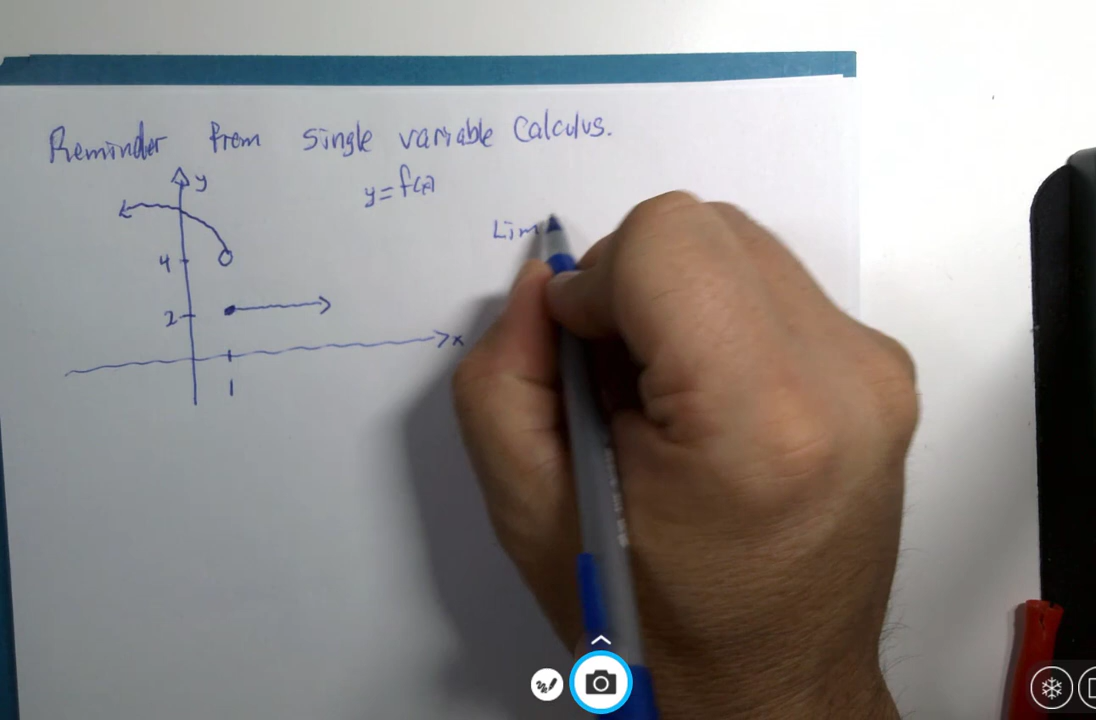 Reminder from single variable Calculus.
y
y = f(x)
Lim
4
2
x
1